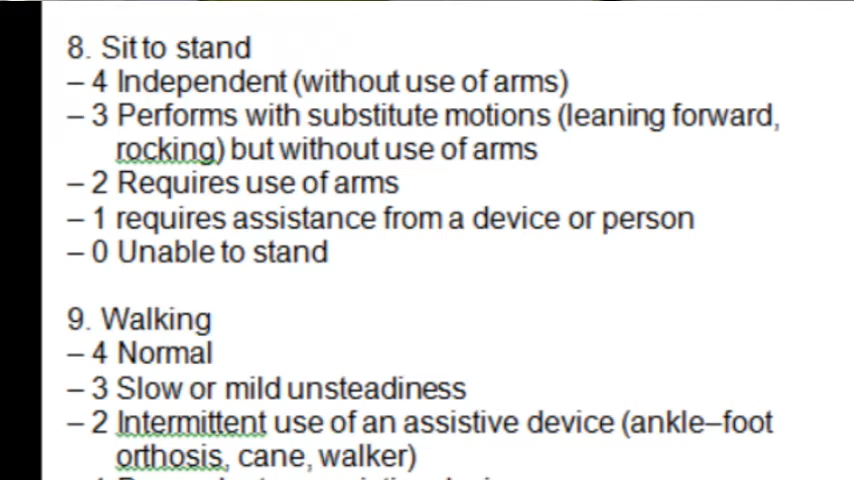 8. Sit to stand
– 4 Independent (without use of arms)
– 3 Performs with substitute motions (leaning forward,
rocking) but without use of arms
– 2 Requires use of arms
– 1 requires assistance from a device or person
– 0 Unable to stand
9. Walking
– 4 Normal
– 3 Slow or mild unsteadiness
– 2 Intermittent use of an assistive device (ankle–foot
orthosis, cane, walker)